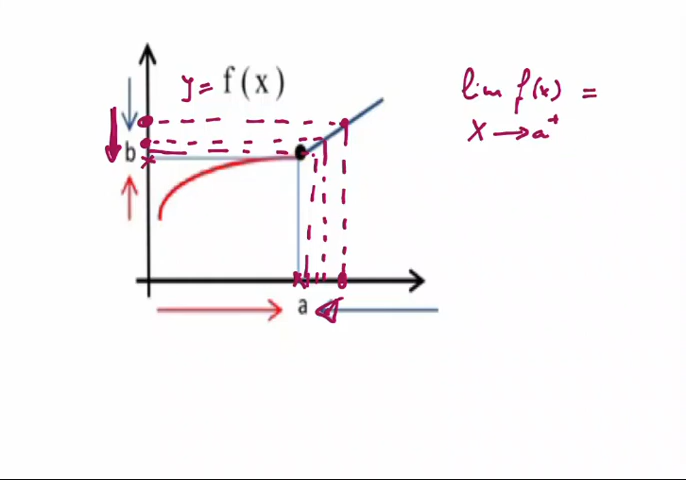 y = f(x)
lim f(x) =
x → a⁺
b
a